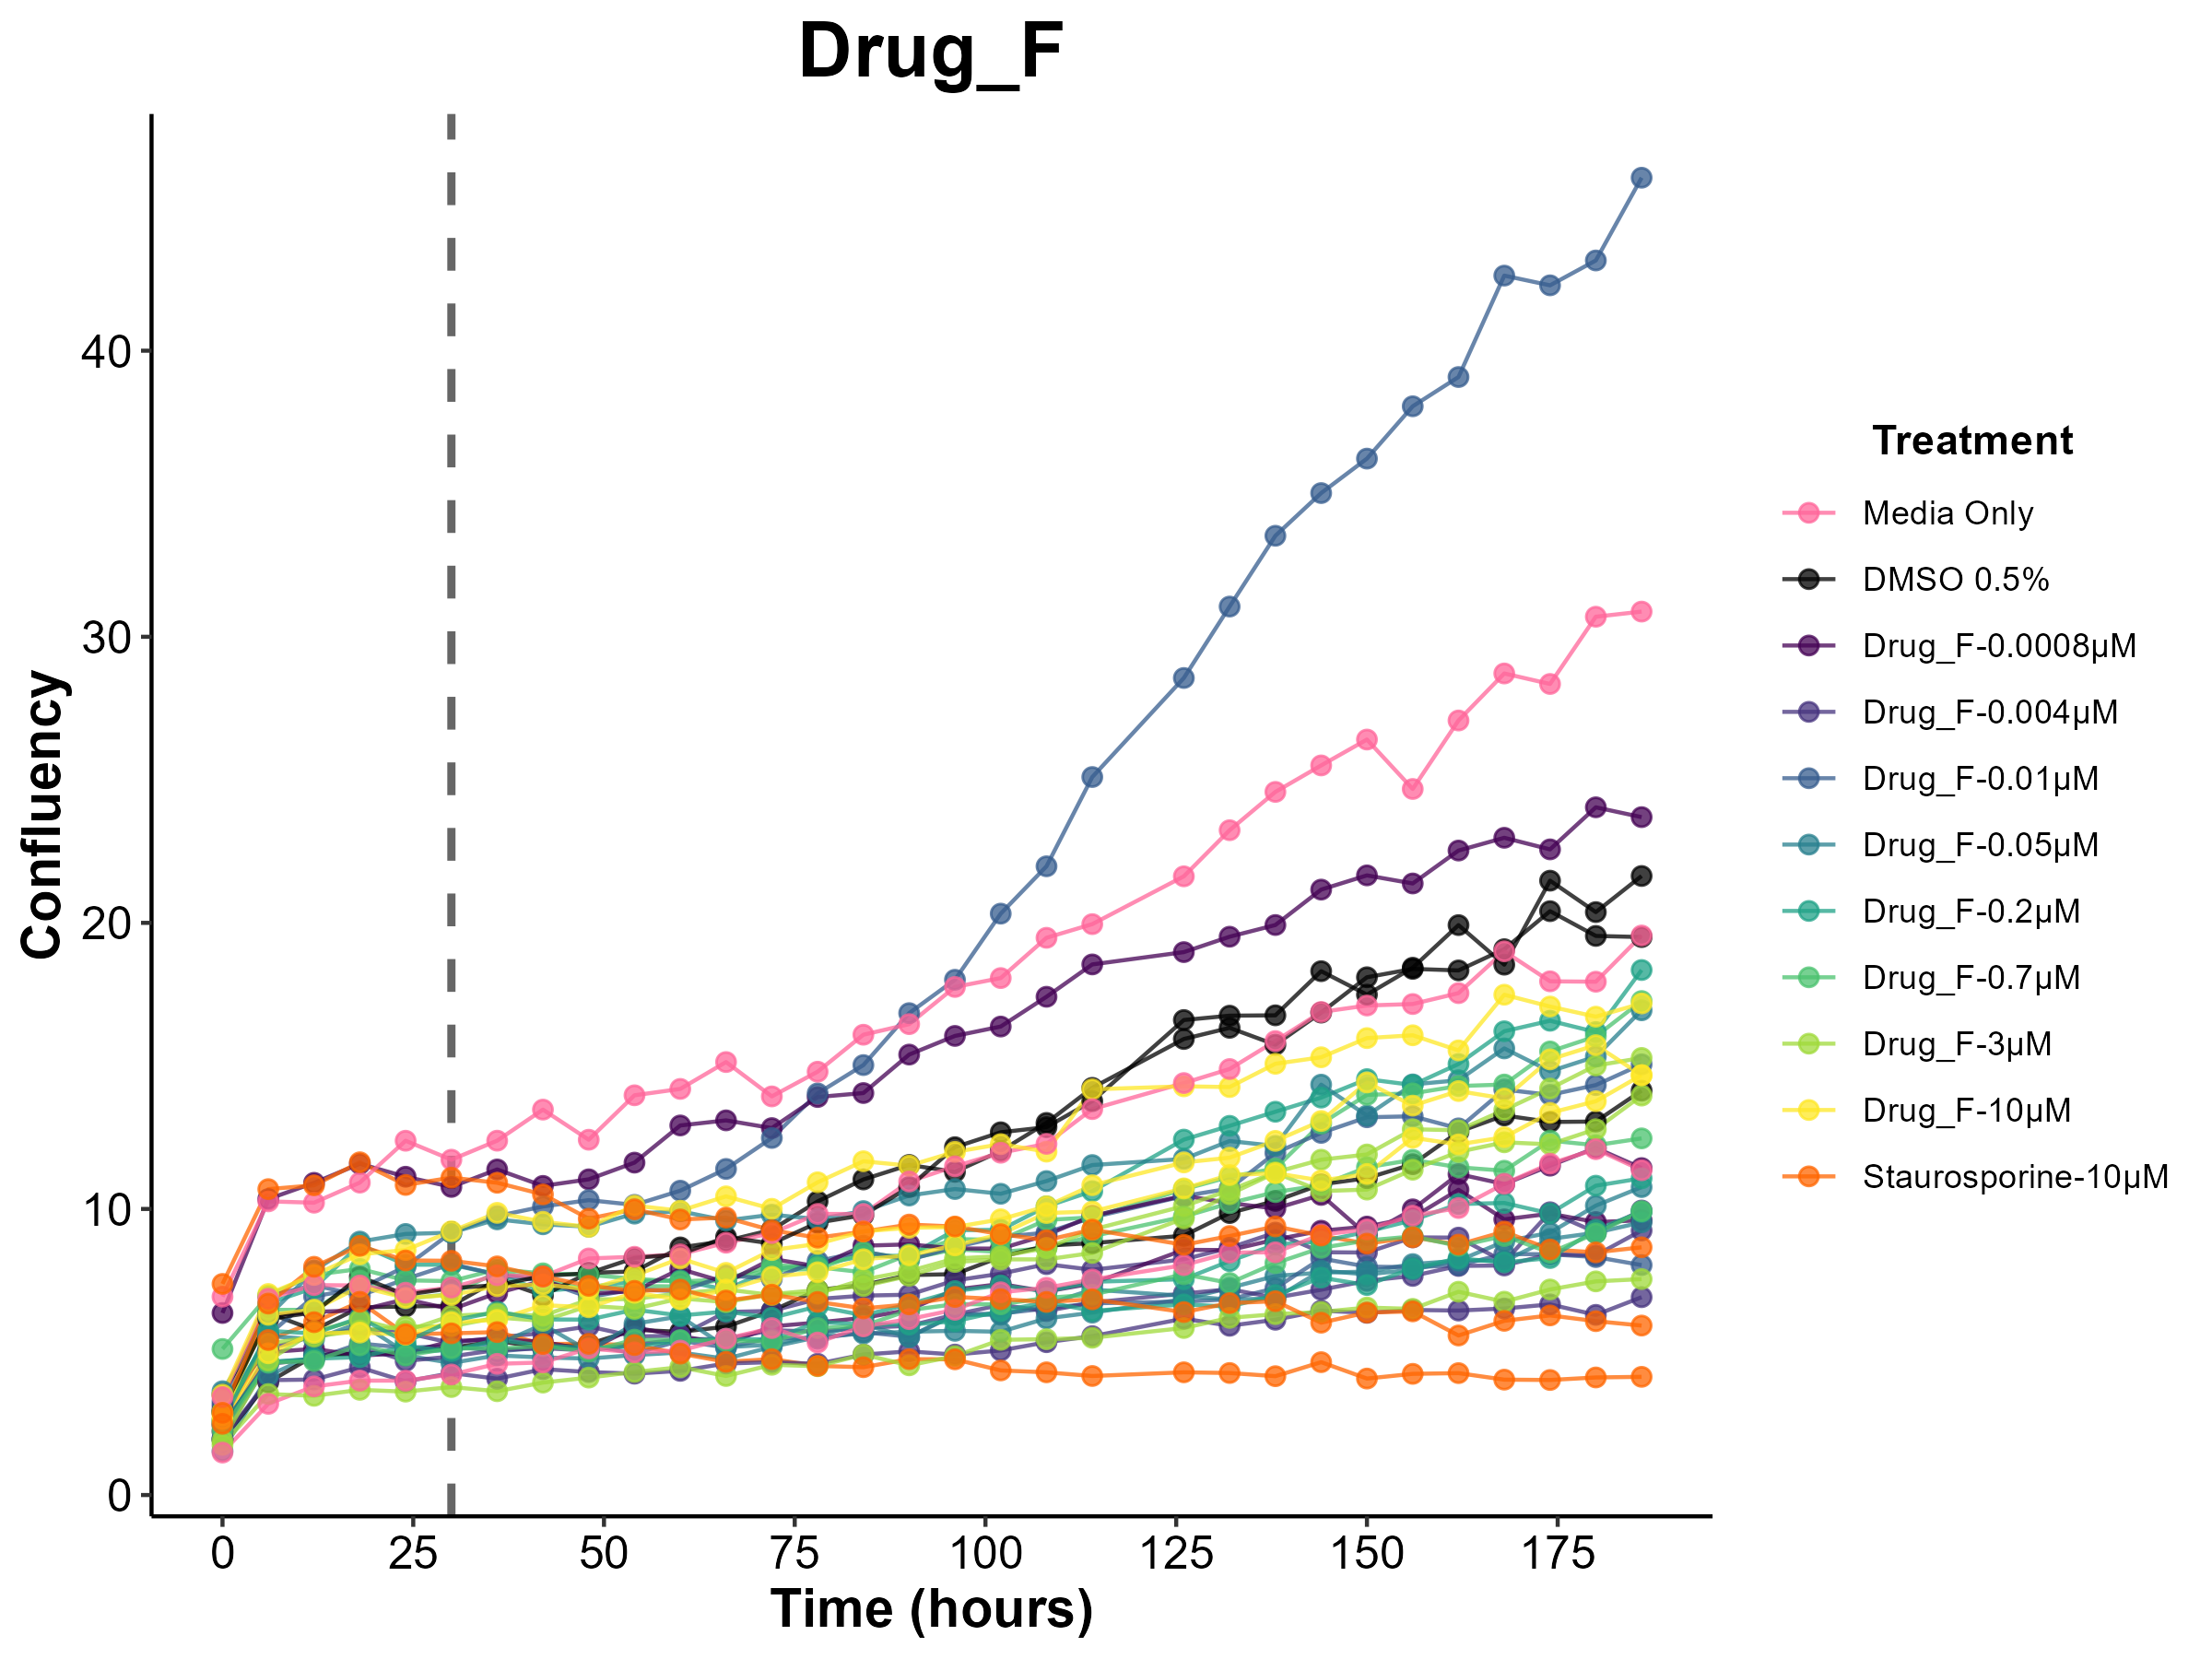 Drug_F
Confluency
40
30
20
10
0
0 25 50 75 100 125 150 175
Time (hours)
Treatment
Media Only
DMSO 0.5%
Drug_F-0.0008µM
Drug_F-0.004µM
Drug_F-0.01µM
Drug_F-0.05µM
Drug_F-0.2µM
Drug_F-0.7µM
Drug_F-3µM
Drug_F-10µM
Staurosporine-10µM